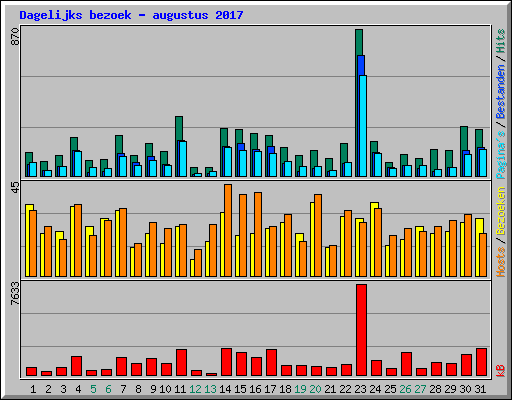 Dagelijks bezoek - augustus 2017
870
45
7633
Hosts / Bezoeken Pagina's / Bestanden / Hits
kB
1 2 3 4 5 6 7 8 9 10 11 12 13 14 15 16 17 18 19 20 21 22 23 24 25 26 27 28 29 30 31